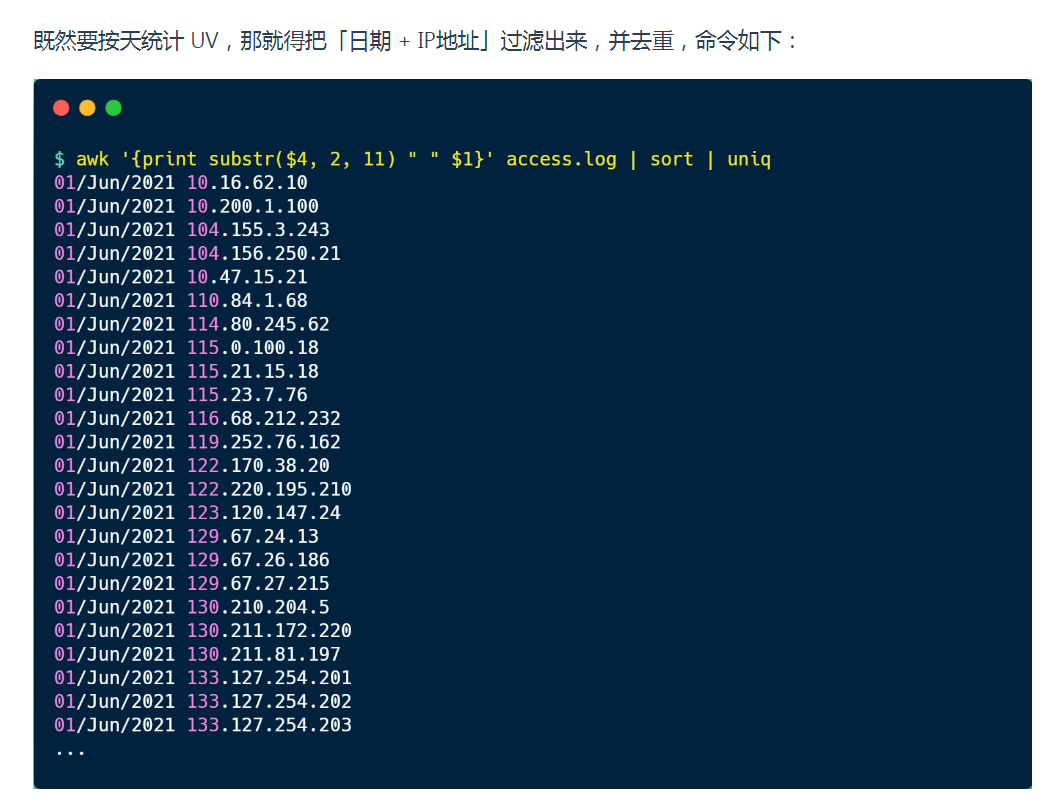 既然要按天统计 UV，那就得把「日期 + IP地址」过滤出来，并去重，命令如下：
$ awk '{print substr($4, 2, 11) " " $1}' access.log | sort | uniq
01/Jun/2021 10.16.62.10
01/Jun/2021 10.200.1.100
01/Jun/2021 104.155.3.243
01/Jun/2021 104.156.250.21
01/Jun/2021 10.47.15.21
01/Jun/2021 110.84.1.68
01/Jun/2021 114.80.245.62
01/Jun/2021 115.0.100.18
01/Jun/2021 115.21.15.18
01/Jun/2021 115.23.7.76
01/Jun/2021 116.68.212.232
01/Jun/2021 119.252.76.162
01/Jun/2021 122.170.38.20
01/Jun/2021 122.220.195.210
01/Jun/2021 123.120.147.24
01/Jun/2021 129.67.24.13
01/Jun/2021 129.67.26.186
01/Jun/2021 129.67.27.215
01/Jun/2021 130.210.204.5
01/Jun/2021 130.211.172.220
01/Jun/2021 130.211.81.197
01/Jun/2021 133.127.254.201
01/Jun/2021 133.127.254.202
01/Jun/2021 133.127.254.203
...